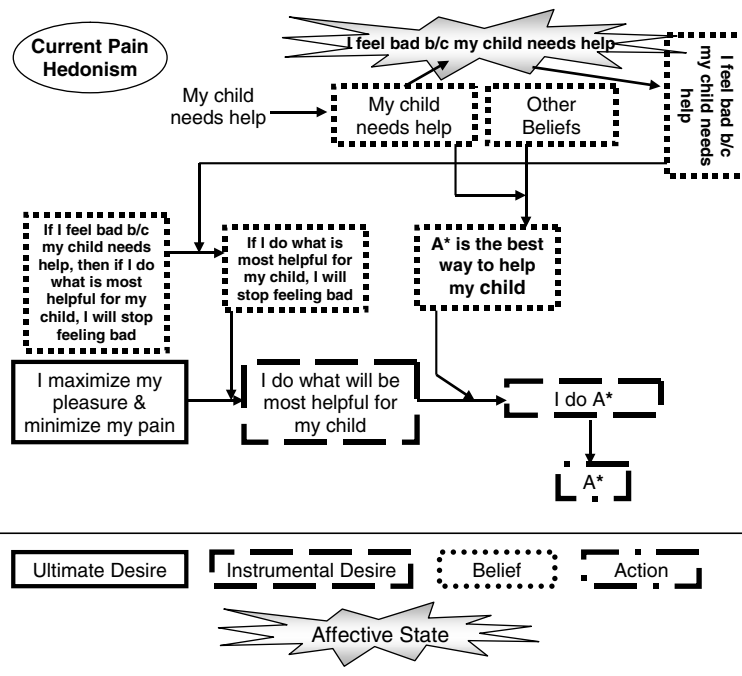 Current Pain
Hedonism
I feel bad b/c my child needs help
My child
needs help
My child
needs help
Other
Beliefs
I feel bad b/c
my child needs
help
If I feel bad b/c
my child needs
help, then if I do
what is most
helpful for my
child, I will stop
feeling bad
If I do what is
most helpful for
my child, I will
stop feeling bad
A* is the best
way to help
my child
I maximize my
pleasure &
minimize my pain
I do what will be
most helpful for
my child
I do A*
A*
Ultimate Desire
Instrumental Desire
Belief
Action
Affective State